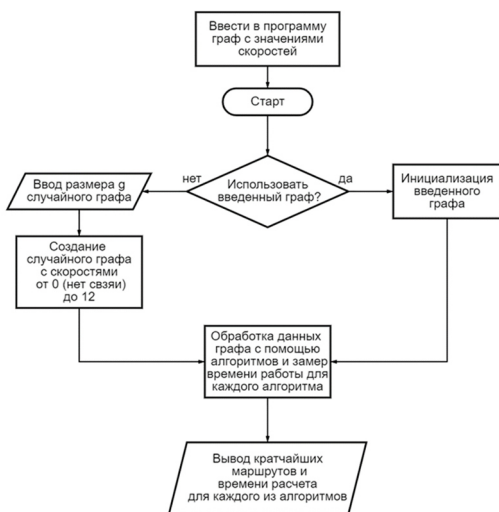 Ввести в программу
граф с значениями
скоростей
Старт
нет
да
Использовать
введенный граф?
Ввод размера g
случайного графа
Инициализация
введенного
графа
Создание
случайного графа
с скоростями
от 0 (нет свзяи)
до 12
Обработка данных
графа с помощью
алгоритмов и замер
времени работы для
каждого алгоритма
Вывод кратчайших
маршрутов и
времени расчета
для каждого из алгоритмов